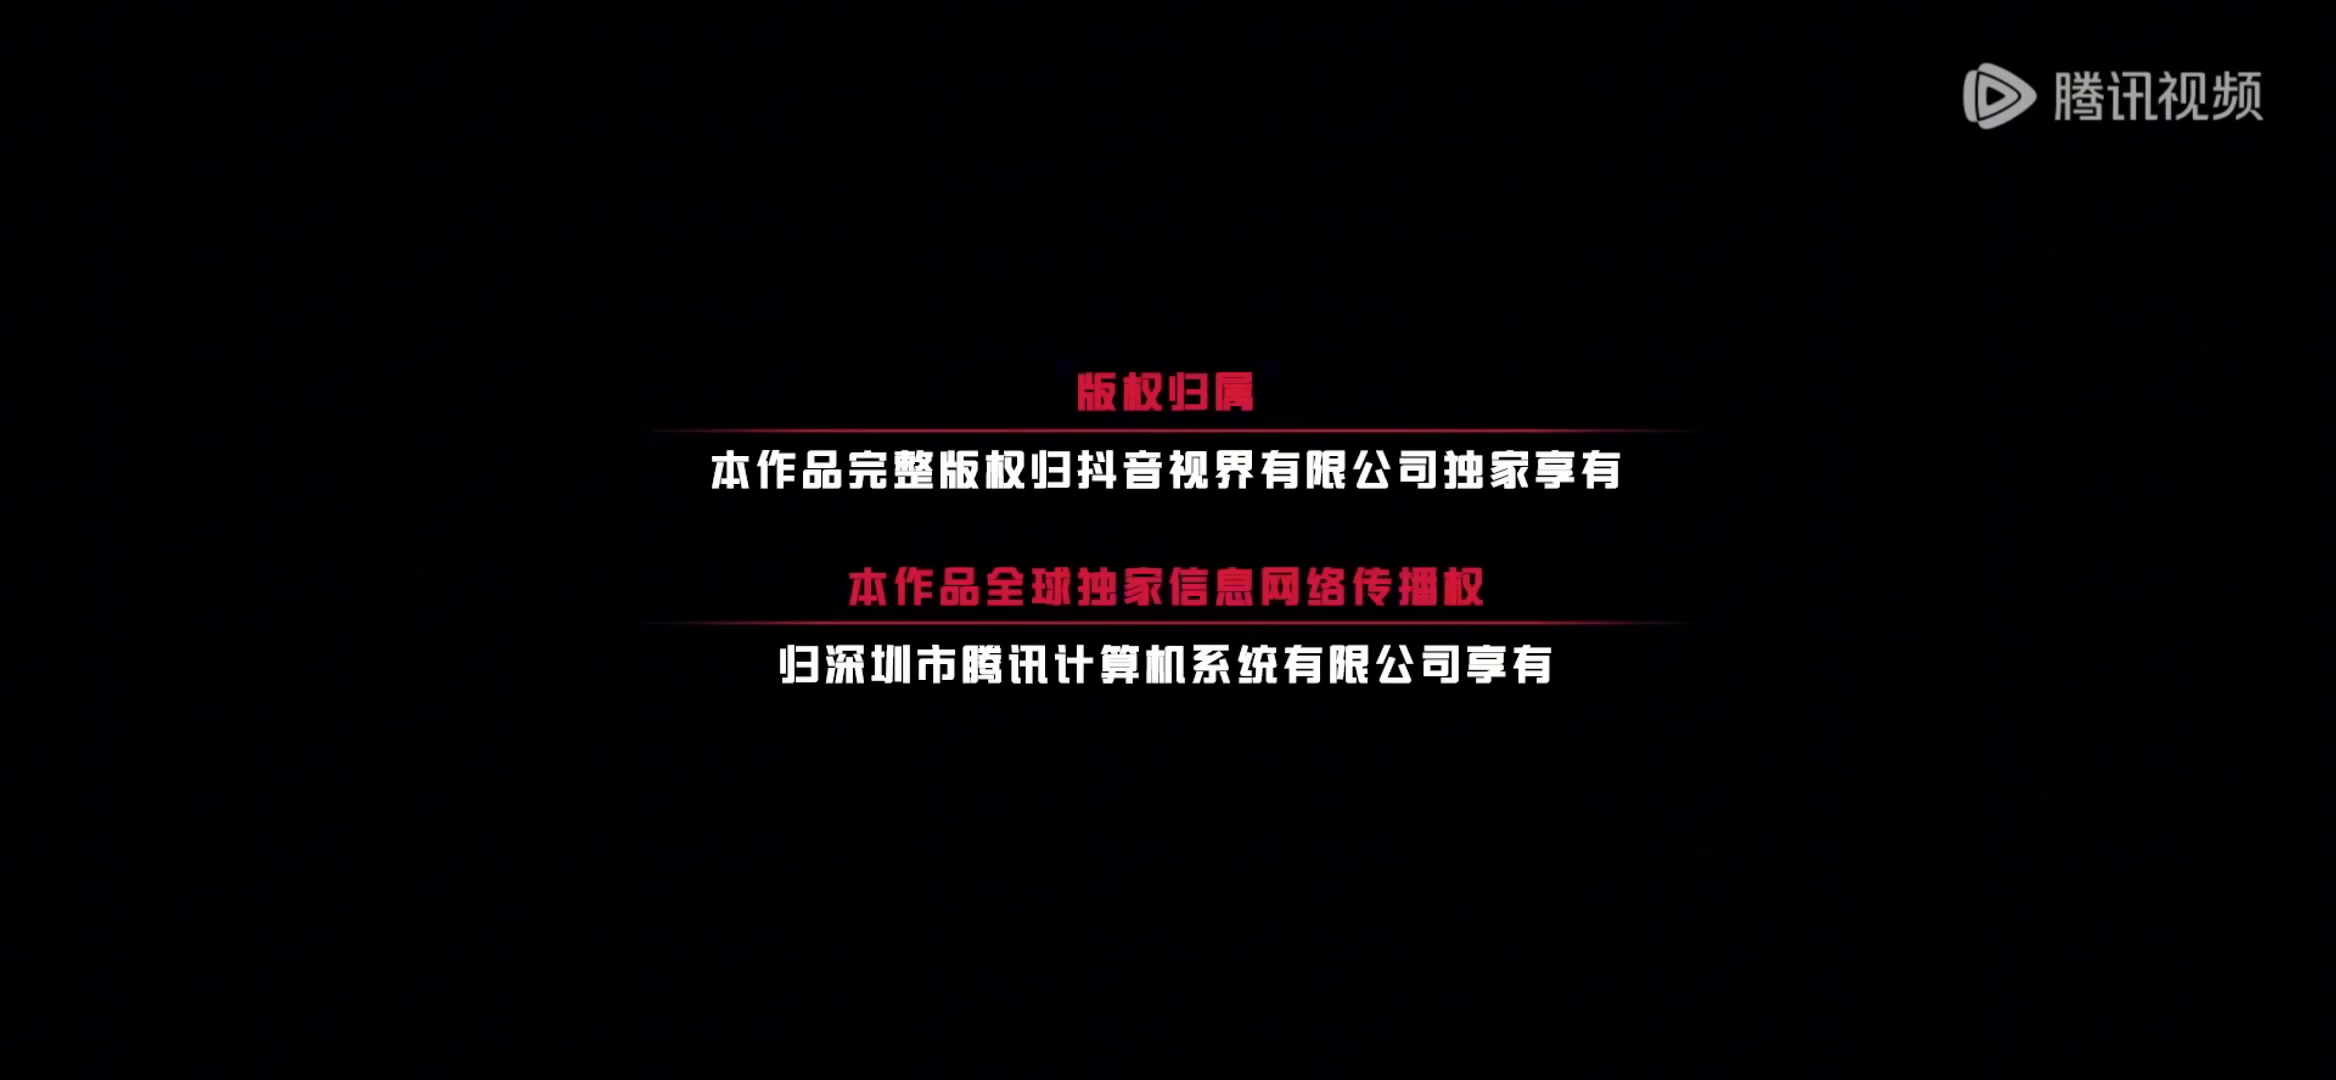 腾讯视频
版权归属
本作品完整版权归抖音视界有限公司独家享有
本作品全球独家信息网络传播权
归深圳市腾讯计算机系统有限公司享有